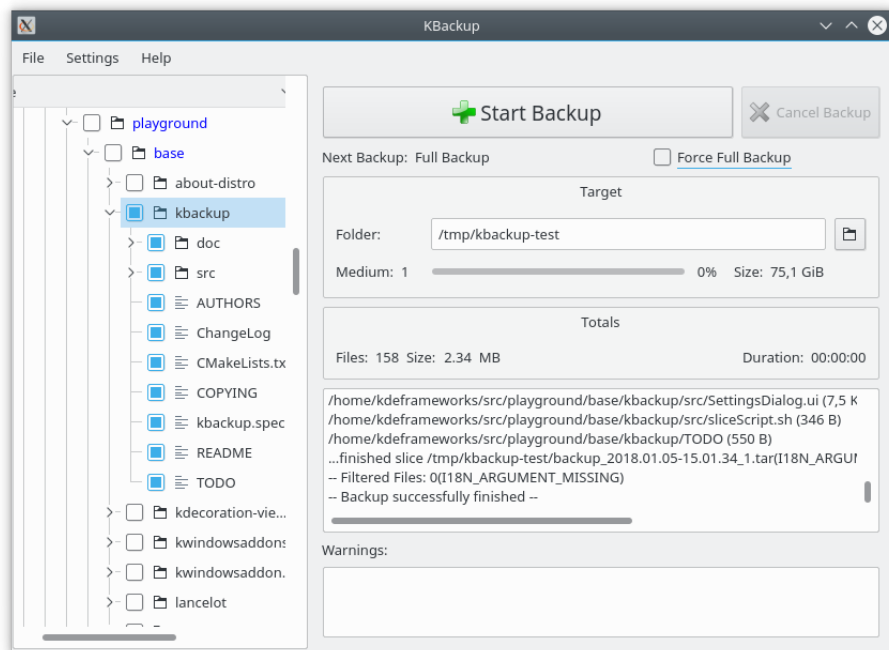 KBackup
File Settings Help
playground
base
about-distro
kbackup
doc
src
AUTHORS
ChangeLog
CMakeLists.tx
COPYING
kbackup.spec
README
TODO
kdecoration-vie...
kwindowsaddons
kwindowsaddon.
lancelot
Start Backup
Cancel Backup
Next Backup: Full Backup
Force Full Backup
Target
Folder: /tmp/kbackup-test
Medium: 1 0% Size: 75,1 GiB
Totals
Files: 158 Size: 2.34 MB Duration: 00:00:00
/home/kdeframeworks/src/playground/base/kbackup/src/SettingsDialog.ui (7,5 K
/home/kdeframeworks/src/playground/base/kbackup/src/sliceScript.sh (346 B)
/home/kdeframeworks/src/playground/base/kbackup/TODO (550 B)
...finished slice /tmp/kbackup-test/backup_2018.01.05-15.01.34_1.tar(I18N_ARGUM
-- Filtered Files: 0(I18N_ARGUMENT_MISSING)
-- Backup successfully finished --
Warnings: